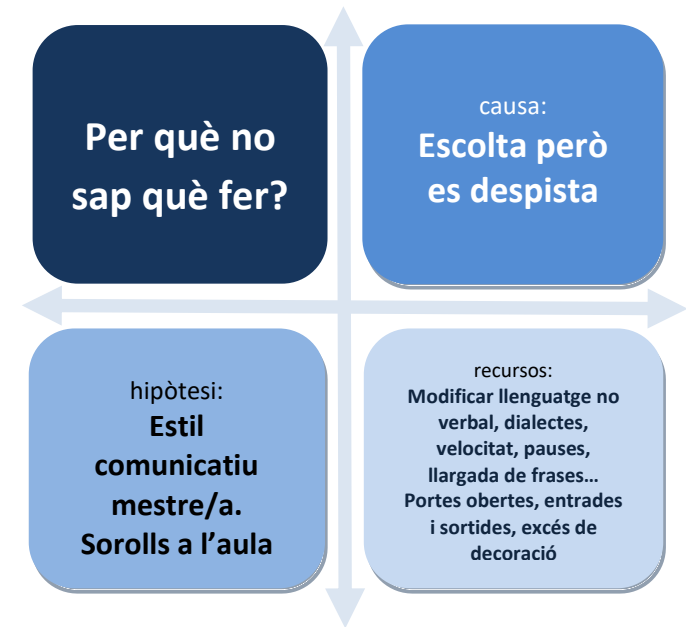 Per què no
sap què fer?
causa:
Escolta però
es despista
hipòtesi:
Estil
comunicatiu
mestre/a.
Sorolls a l’aula
recursos:
Modificar llenguatge no
verbal, dialectes,
velocitat, pauses,
llargada de frases…
Portes obertes, entrades
i sortides, excés de
decoració